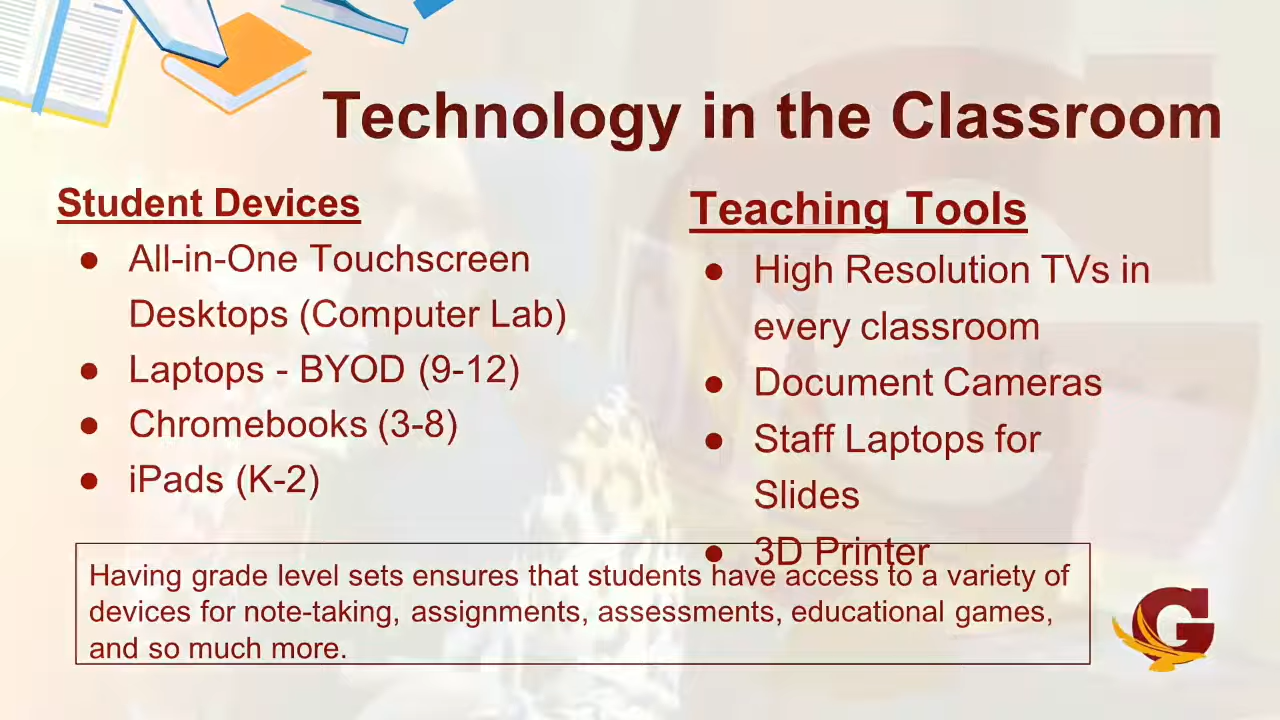 Technology in the Classroom
Student Devices
● All-in-One Touchscreen
Desktops (Computer Lab)
● Laptops - BYOD (9-12)
● Chromebooks (3-8)
● iPads (K-2)
Teaching Tools
● High Resolution TVs in
every classroom
● Document Cameras
● Staff Laptops for
Slides
● 3D Printer
Having grade level sets ensures that students have access to a variety of
devices for note-taking, assignments, assessments, educational games,
and so much more.
G